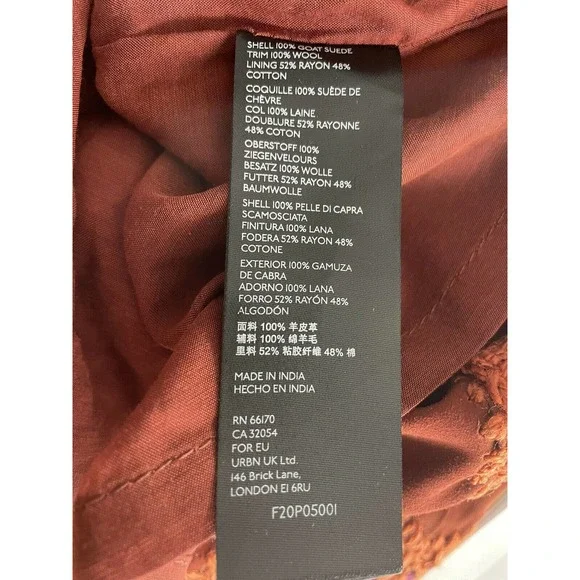 SHELL 100% GOAT SUEDE
TRIM 100% WOOL
LINING 52% RAYON 48%
COTTON
COQUILLE 100% SUÈDE DE
CHÈVRE
COL 100% LAINE
DOUBLURE 52% RAYONNE
48% COTON
OBERSTOFF 100%
ZIEGENVELOURS
BESATZ 100% WOLLE
FUTTER 52% RAYON 48%
BAUMWOLLE
SHELL 100% PELLE DI CAPRA
SCAMOSCIATA
FINITURA 100% LANA
FODERA 52% RAYON 48%
COTONE
EXTERIOR 100% GAMUZA
DE CABRA
ADORNO 100% LANA
FORRO 52% RAYÓN 48%
ALGODÓN
面料 100% 羊皮革
辅料 100% 绵羊毛
里料 52% 粘胶纤维 48% 棉
MADE IN INDIA
HECHO EN INDIA
RN 66170
CA 32054
FOR EU
URBN UK Ltd.
146 Brick Lane,
LONDON E1 6RU
F20P05001